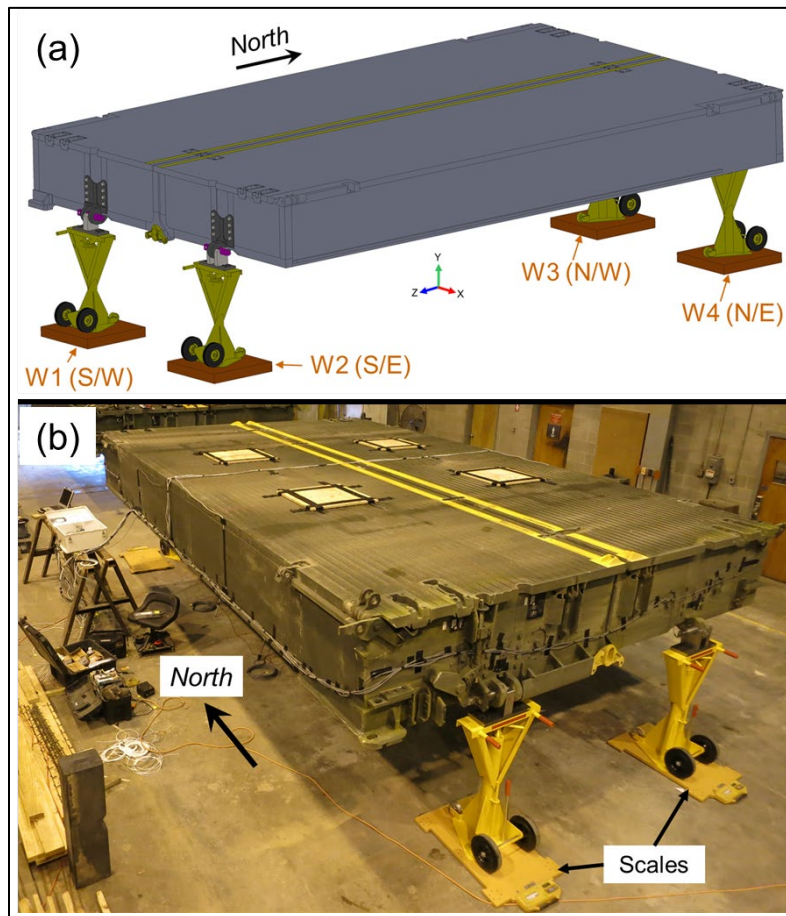 (a)
North
Y
Z
X
W3 (N/W)
W4 (N/E)
W1 (S/W)
W2 (S/E)
(b)
North
Scales